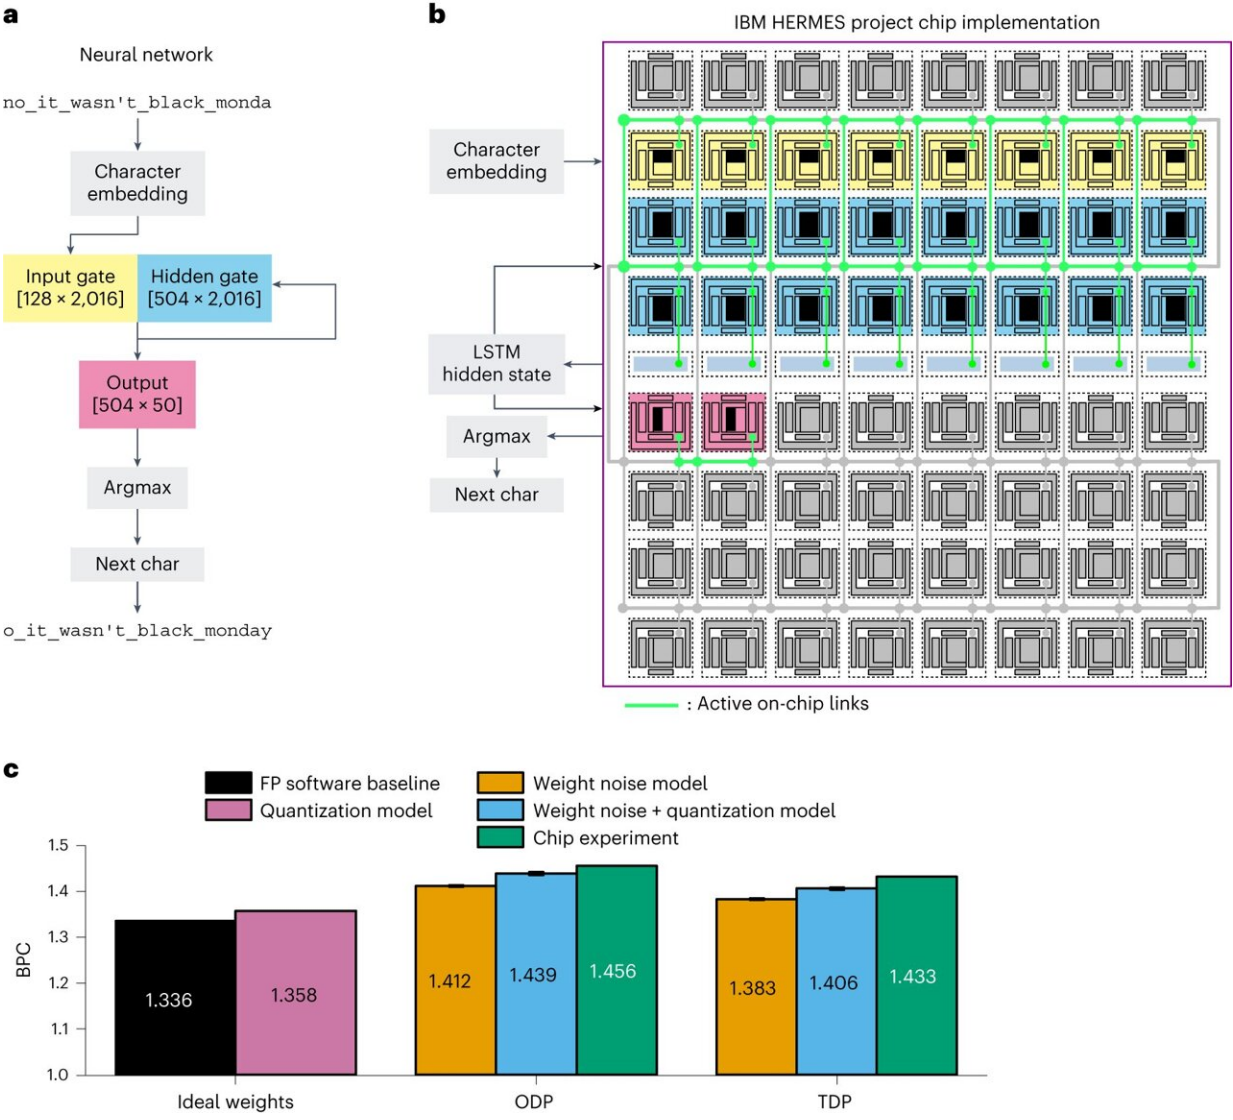 a
Neural network
no_it_wasn't_black_monda
Character
embedding
Input gate
[128 × 2,016]
Hidden gate
[504 × 2,016]
Output
[504 × 50]
Argmax
Next char
o_it_wasn't_black_monday
b
IBM HERMES project chip implementation
Character
embedding
LSTM
hidden state
Argmax
Next char
: Active on-chip links
c
FP software baseline
Quantization model
Weight noise model
Weight noise + quantization model
Chip experiment
BPC
1.5
1.4
1.3
1.2
1.1
1.0
1.336
1.358
1.412
1.439
1.456
1.383
1.406
1.433
Ideal weights
ODP
TDP